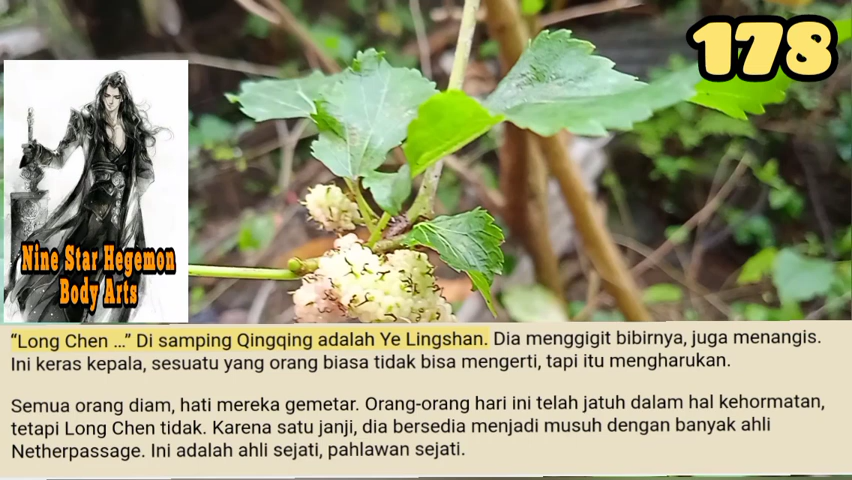 178
Nine Star Hegemon
Body Arts
“Long Chen …” Di samping Qingqing adalah Ye Lingshan. Dia menggigit bibirnya, juga menangis.
Ini keras kepala, sesuatu yang orang biasa tidak bisa mengerti, tapi itu mengharukan.
Semua orang diam, hati mereka gemetar. Orang-orang hari ini telah jatuh dalam hal kehormatan,
tetapi Long Chen tidak. Karena satu janji, dia bersedia menjadi musuh dengan banyak ahli
Netherpassage. Ini adalah ahli sejati, pahlawan sejati.